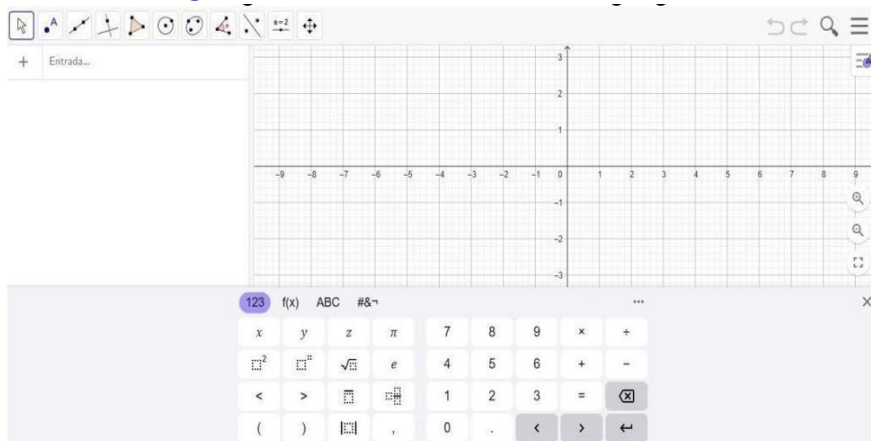 A a=2
+ Entrada...
3
2
1
-9 -8 -7 -6 -5 -4 -3 -2 -1 0 1 2 3 4 5 6 7 8 9
-1
-2
-3
123 f(x) ABC #&¬ ... ×
x y z π 7 8 9 × ÷
² √ e 4 5 6 + −
< > 1 2 3 =
( ) | | , 0 . < >